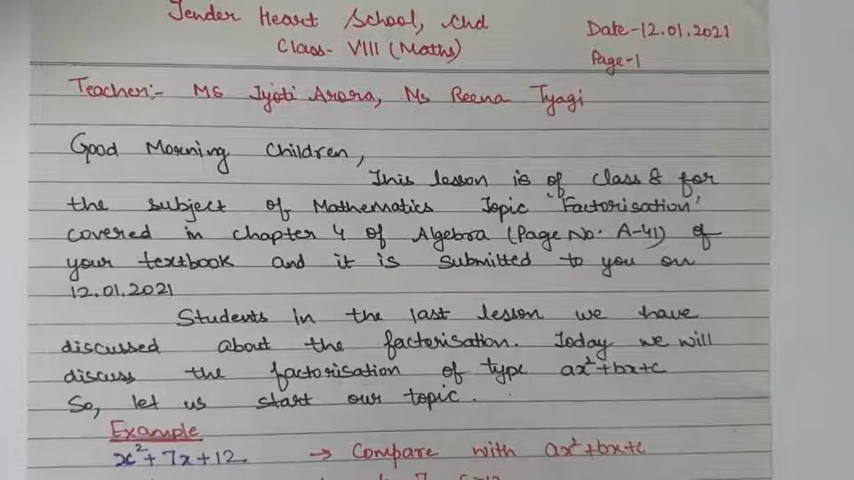 Tender Heart School, Chd
Date-12.01.2021
Class- VIII (Maths)
Page-1
Teacher:- MS Jyoti Arora, Ms Reena Tyagi
Good Morning Children,
This lesson is of class 8 for
the subject of Mathematics Topic 'Factorisation'
covered in chapter 4 of Algebra (Page No. A-41) of
your textbook and it is submitted to you on
12.01.2021
Students in the last lesson we have
discussed about the factorisation. Today we will
discuss the factorisation of type ax²+bx+c
So, let us start our topic.
Example
x²+7x+12. → Compare with ax²+bx+c